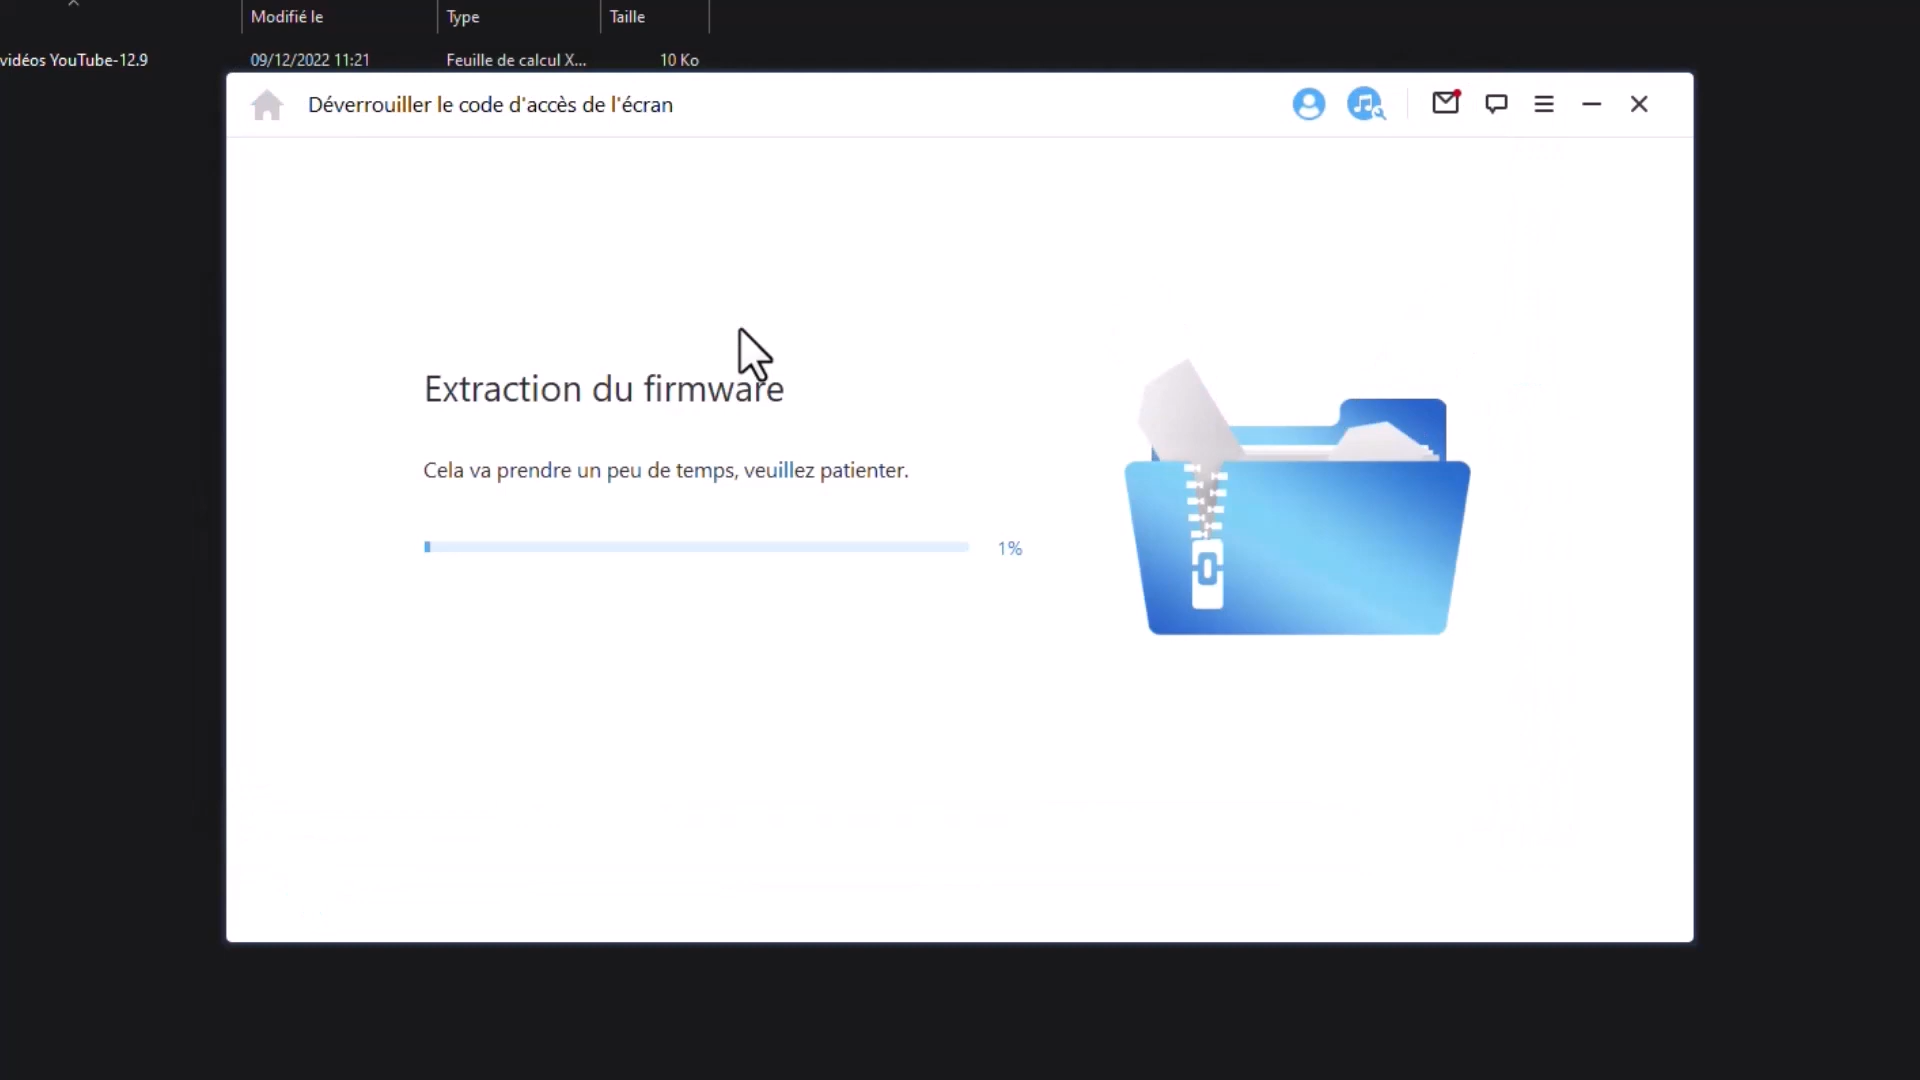 Modifié le Type Taille
vidéos YouTube-12.9 09/12/2022 11:21 Feuille de calcul X... 10 Ko
Déverrouiller le code d'accès de l'écran
Extraction du firmware
Cela va prendre un peu de temps, veuillez patienter.
1%